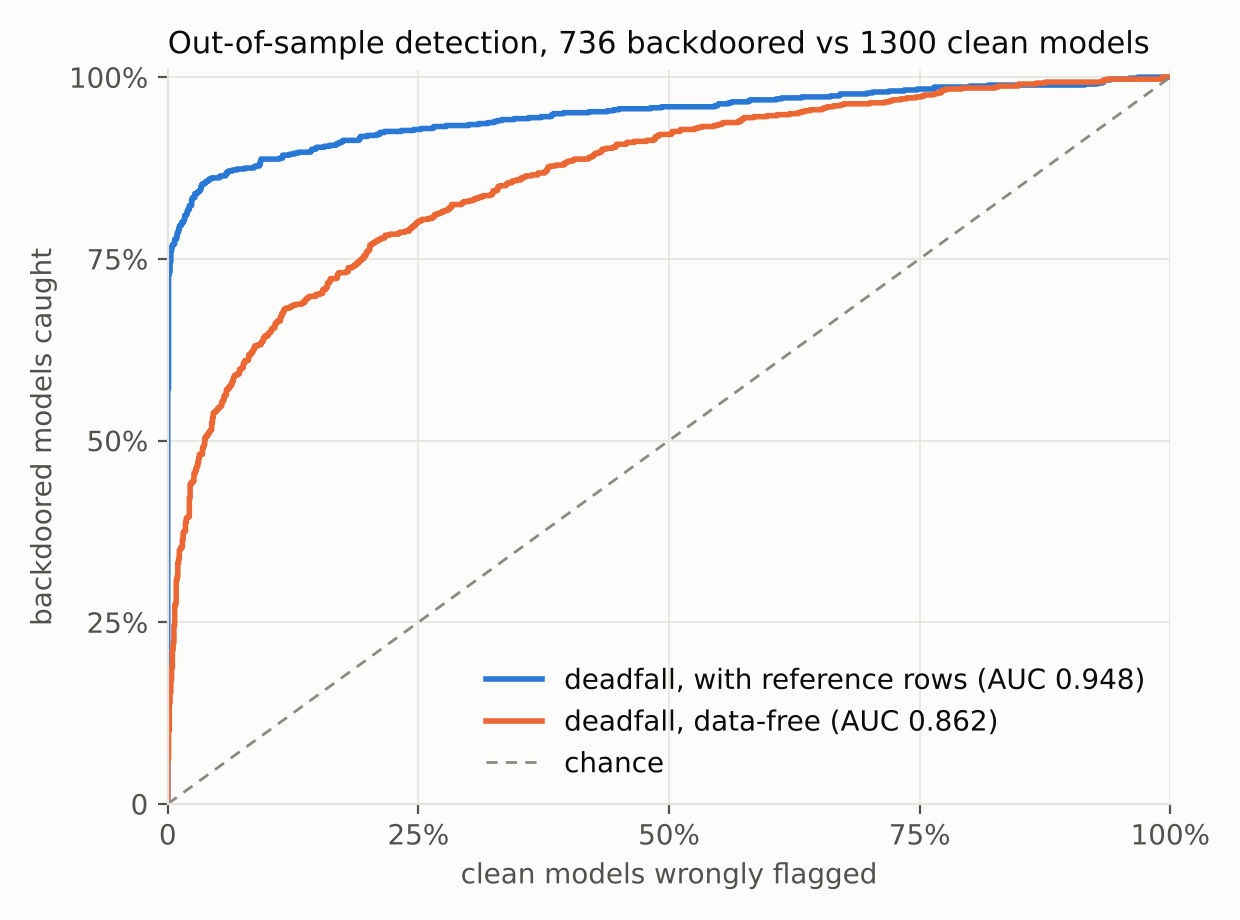 Out-of-sample detection, 736 backdoored vs 1300 clean models
100%
75%
50%
25%
0
backdoored models caught
deadfall, with reference rows (AUC 0.948)
deadfall, data-free (AUC 0.862)
chance
0
25%
50%
75%
100%
clean models wrongly flagged